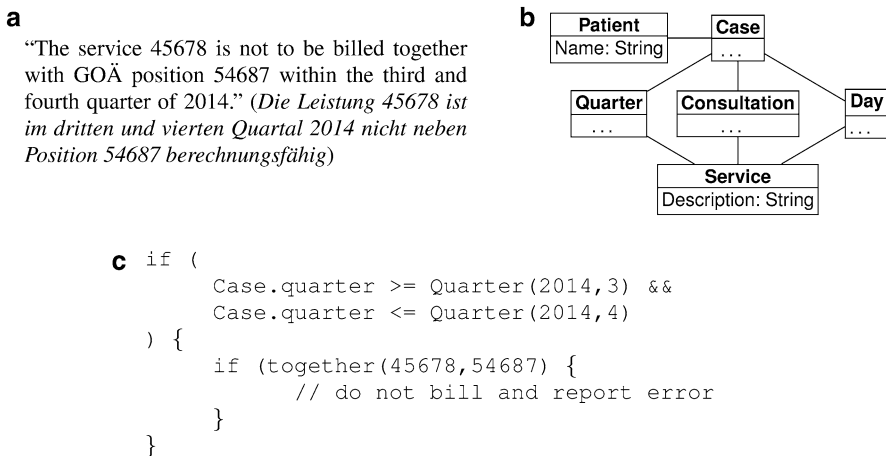 a
“The service 45678 is not to be billed together
with GOÄ position 54687 within the third and
fourth quarter of 2014.” (Die Leistung 45678 ist
im dritten und vierten Quartal 2014 nicht neben
Position 54687 berechnungsfähig)
b
Patient
Name: String
Case
...
Quarter
...
Consultation
...
Day
...
Service
Description: String
c
if (
Case.quarter >= Quarter(2014,3) &&
Case.quarter <= Quarter(2014,4)
) {
if (together(45678,54687) {
// do not bill and report error
}
}